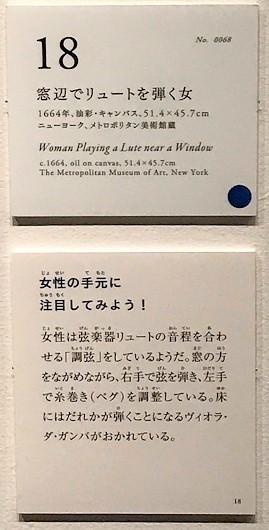 No. 0068
18
窓辺でリュートを弾く女
1664年、油彩・キャンバス、51.4×45.7cm
ニューヨーク、メトロポリタン美術館蔵
Woman Playing a Lute near a Window
c.1664, oil on canvas, 51.4×45.7cm
The Metropolitan Museum of Art, New York
女性の手元に
注目してみよう！
女性は弦楽器リュートの音程を合わ
せる「調弦」をしているようだ。窓の方
をながめながら、右手で弦を弾き、左手
で糸巻き(ペグ)を調整している。床
にはだれかが弾くことになるヴィオラ・
ダ・ガンバがおかれている。
18